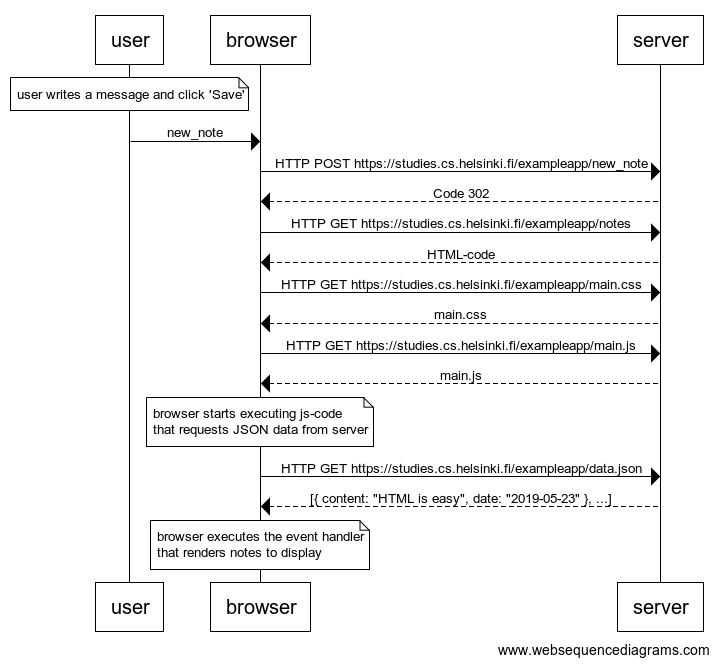 user
browser
server
user writes a message and click 'Save'
new_note
HTTP POST https://studies.cs.helsinki.fi/exampleapp/new_note
Code 302
HTTP GET https://studies.cs.helsinki.fi/exampleapp/notes
HTML-code
HTTP GET https://studies.cs.helsinki.fi/exampleapp/main.css
main.css
HTTP GET https://studies.cs.helsinki.fi/exampleapp/main.js
main.js
browser starts executing js-code
that requests JSON data from server
HTTP GET https://studies.cs.helsinki.fi/exampleapp/data.json
[{ content: "HTML is easy", date: "2019-05-23" }, ...]
browser executes the event handler
that renders notes to display
user
browser
server
www.websequencediagrams.com